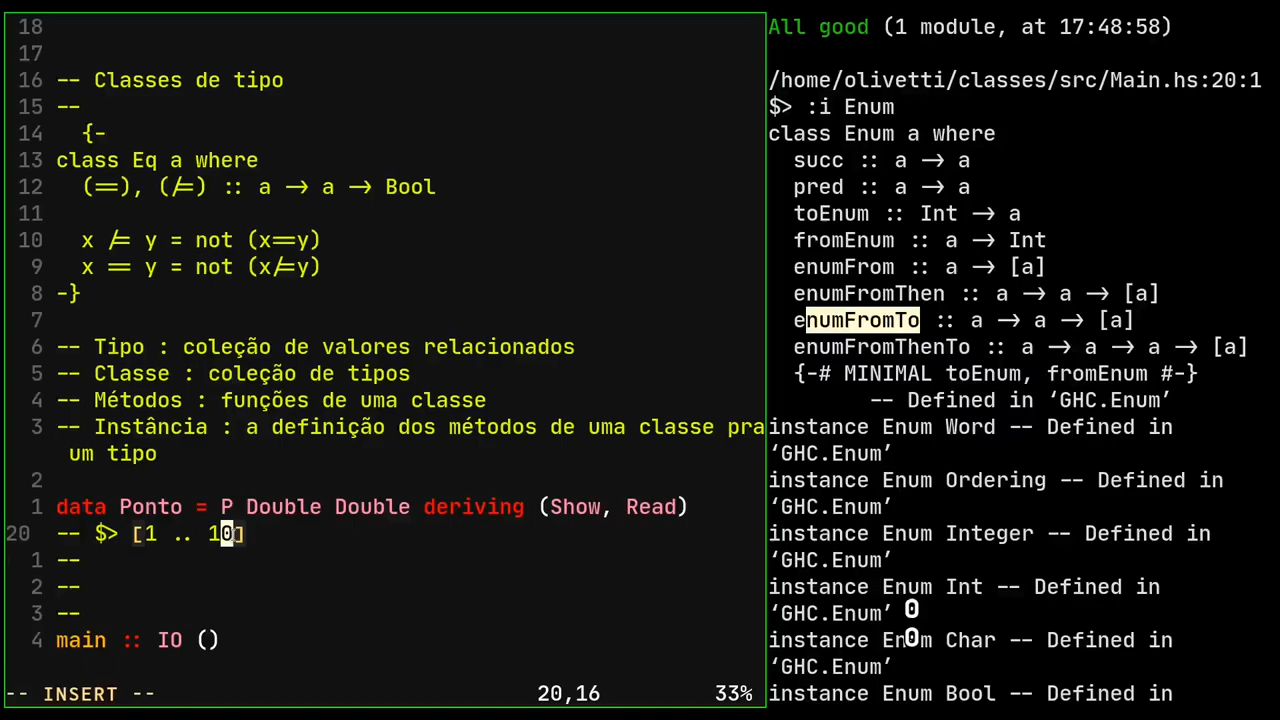 18
17
16 -- Classes de tipo
15 --
14   {-
13 class Eq a where
12   (==), (/=) :: a -> a -> Bool
11
10   x /= y = not (x==y)
9   x == y = not (x/=y)
8 -}
7
6 -- Tipo : coleção de valores relacionados
5 -- Classe : coleção de tipos
4 -- Métodos : funções de uma classe
3 -- Instância : a definição dos métodos de uma classe pra
um tipo
2
1 data Ponto = P Double Double deriving (Show, Read)
20 -- $> [1 .. 10]
1 --
2 --
3 --
4 main :: IO ()
-- INSERT -- 20,16 33%
All good (1 module, at 17:48:58)
/home/olivetti/classes/src/Main.hs:20:1
$> :i Enum
class Enum a where
  succ :: a -> a
  pred :: a -> a
  toEnum :: Int -> a
  fromEnum :: a -> Int
  enumFrom :: a -> [a]
  enumFromThen :: a -> a -> [a]
  enumFromTo :: a -> a -> [a]
  enumFromThenTo :: a -> a -> a -> [a]
  {-# MINIMAL toEnum, fromEnum #-}
        -- Defined in ‘GHC.Enum’
instance Enum Word -- Defined in
‘GHC.Enum’
instance Enum Ordering -- Defined in
‘GHC.Enum’
instance Enum Integer -- Defined in
‘GHC.Enum’
instance Enum Int -- Defined in
‘GHC.Enum’ 0
instance Enum Char -- Defined in
‘GHC.Enum’
instance Enum Bool -- Defined in